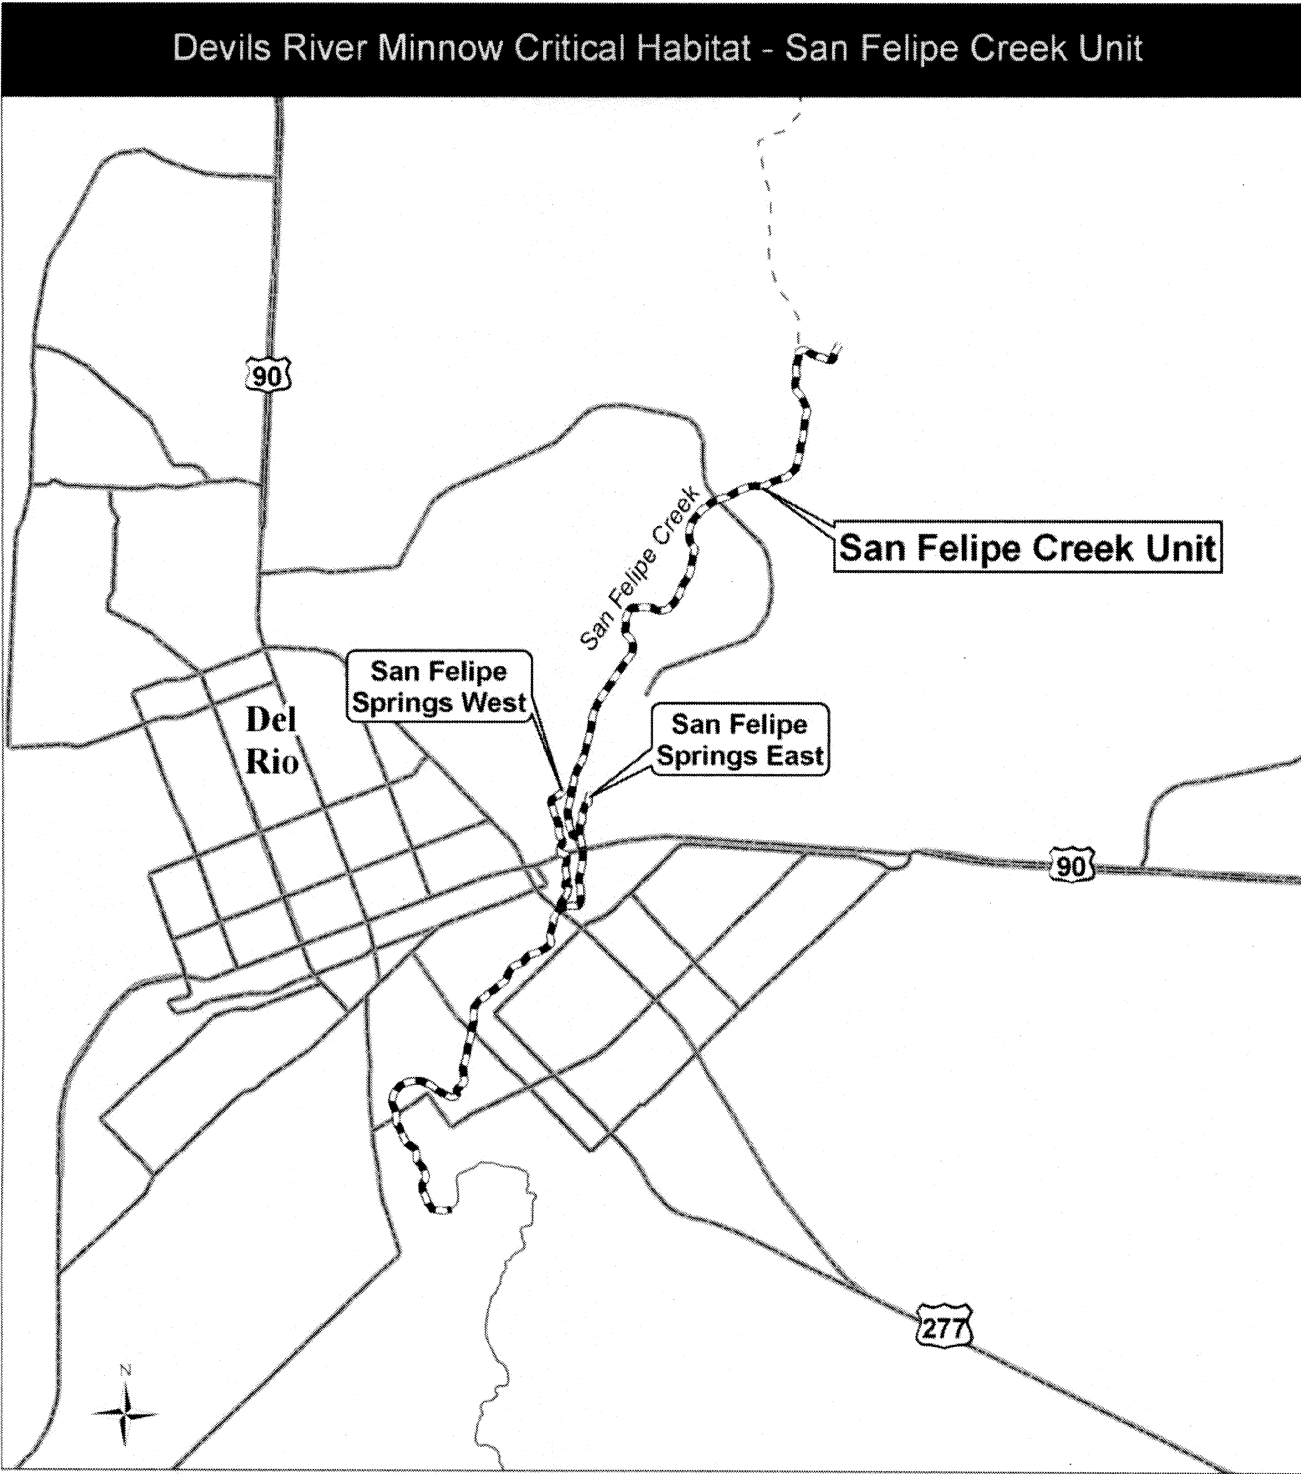 Devils River Minnow Critical Habitat - San Felipe Creek Unit
90
San Felipe Creek
San Felipe Creek Unit
San Felipe
Springs West
San Felipe
Springs East
Del
Rio
90
277
N